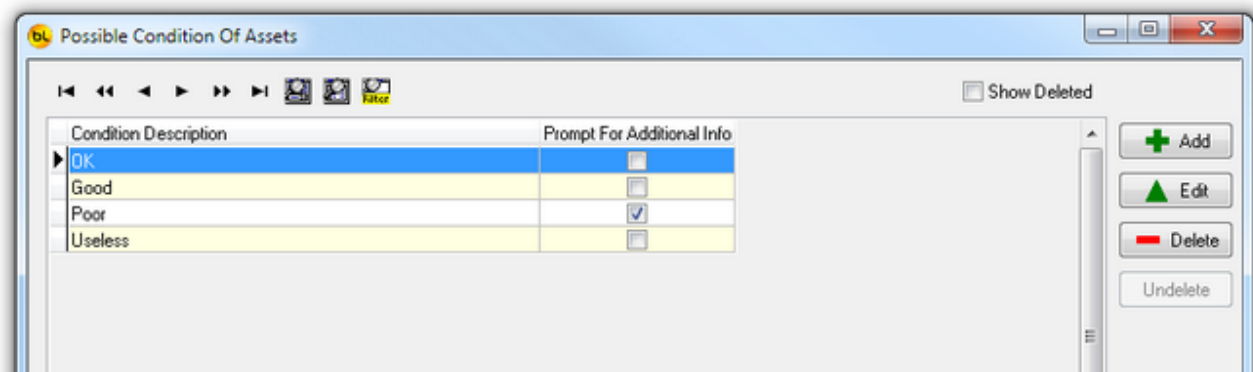 bL Possible Condition Of Assets
Filter
Show Deleted
Condition Description Prompt For Additional Info
OK
Good
Poor
Useless
Add
Edit
Delete
Undelete